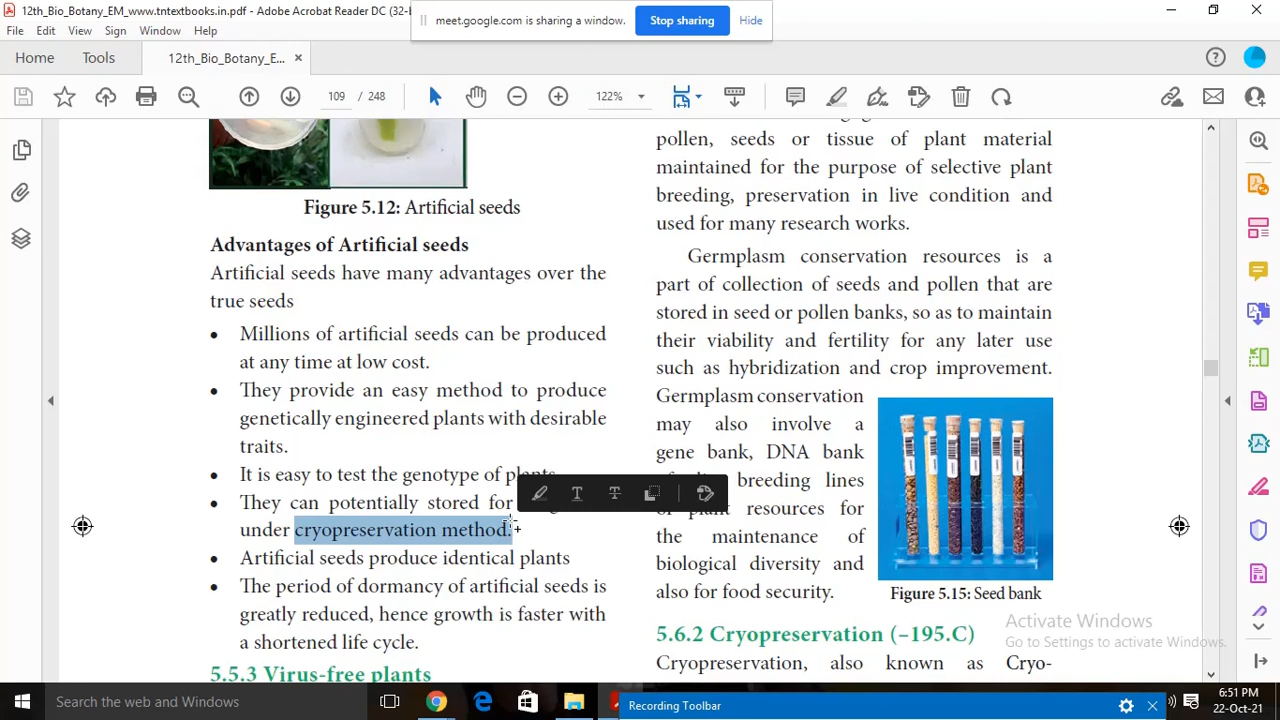 12th_Bio_Botany_EM_www.tntextbooks.in.pdf - Adobe Acrobat Reader DC (32-b
meet.google.com is sharing a window.
Stop sharing
Hide
File Edit View Sign Window Help
Home Tools 12th_Bio_Botany_E... ×
109 / 248 122%
Figure 5.12: Artificial seeds
Advantages of Artificial seeds
Artificial seeds have many advantages over the
true seeds
• Millions of artificial seeds can be produced
at any time at low cost.
• They provide an easy method to produce
genetically engineered plants with desirable
traits.
• It is easy to test the genotype of plants
• They can potentially stored for
under cryopreservation method.
• Artificial seeds produce identical plants
• The period of dormancy of artificial seeds is
greatly reduced, hence growth is faster with
a shortened life cycle.
5.5.3 Virus-free plants
pollen, seeds or tissue of plant material
maintained for the purpose of selective plant
breeding, preservation in live condition and
used for many research works.
Germplasm conservation resources is a
part of collection of seeds and pollen that are
stored in seed or pollen banks, so as to maintain
their viability and fertility for any later use
such as hybridization and crop improvement.
Germplasm conservation
may also involve a
gene bank, DNA bank
breeding lines
resources for
the maintenance of
biological diversity and
also for food security.
Figure 5.15: Seed bank
5.6.2 Cryopreservation (–195.C)
Cryopreservation, also known as Cryo-
Activate Windows
Go to Settings to activate Windows.
Search the web and Windows
Recording Toolbar
6:51 PM
22-Oct-21